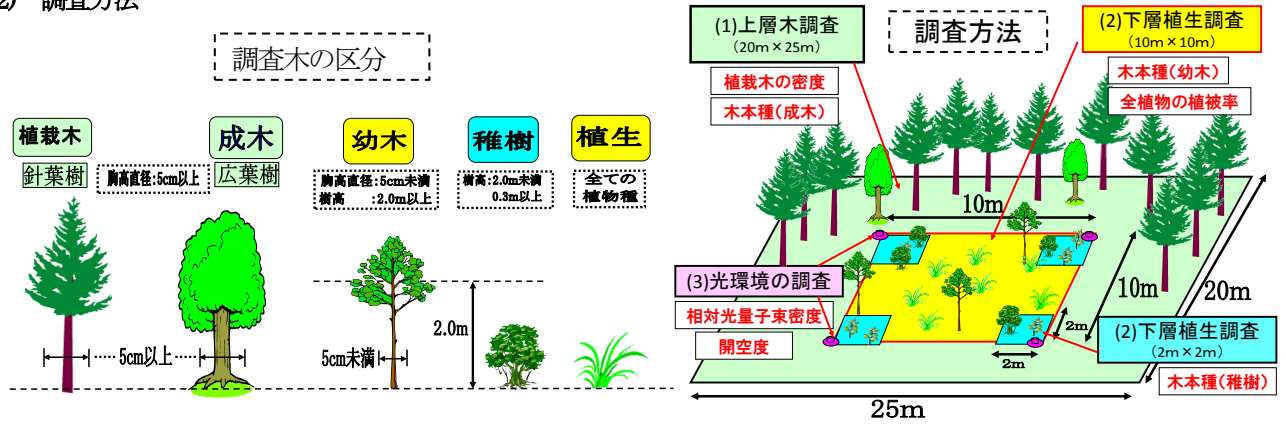 2) 調査方法
調査木の区分
植栽木
針葉樹
胸高直径:5cm以上
成木
広葉樹
幼木
胸高直径:5cm未満
樹高 :2.0m以上
稚樹
樹高:2.0m未満
0.3m以上
植生
全ての
植物種
5cm以上
5cm未満
2.0m
調査方法
(1)上層木調査
(20m×25m)
植栽木の密度
木本種(成木)
(2)下層植生調査
(10m×10m)
木本種(幼木)
全植物の植被率
10m
10m
20m
(3)光環境の調査
相対光量子束密度
開空度
2m
2m
(2)下層植生調査
(2m×2m)
木本種(稚樹)
25m